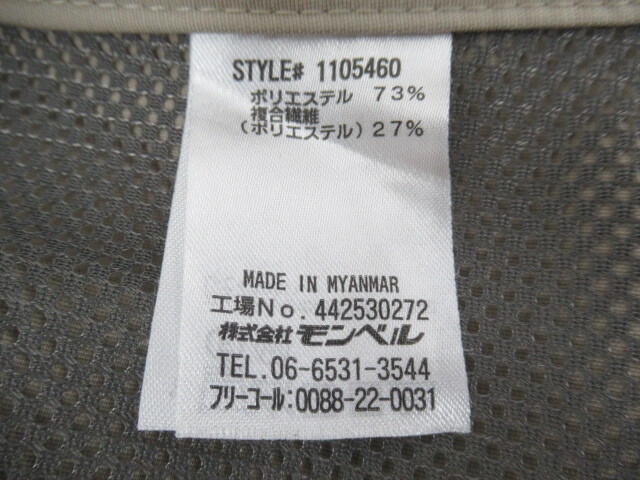 STYLE# 1105460
ポリエステル 73%
複合繊維
(ポリエステル)27%
MADE IN MYANMAR
工場No.442530272
株式会社 モンベル
TEL.06-6531-3544
フリーコール:0088-22-0031